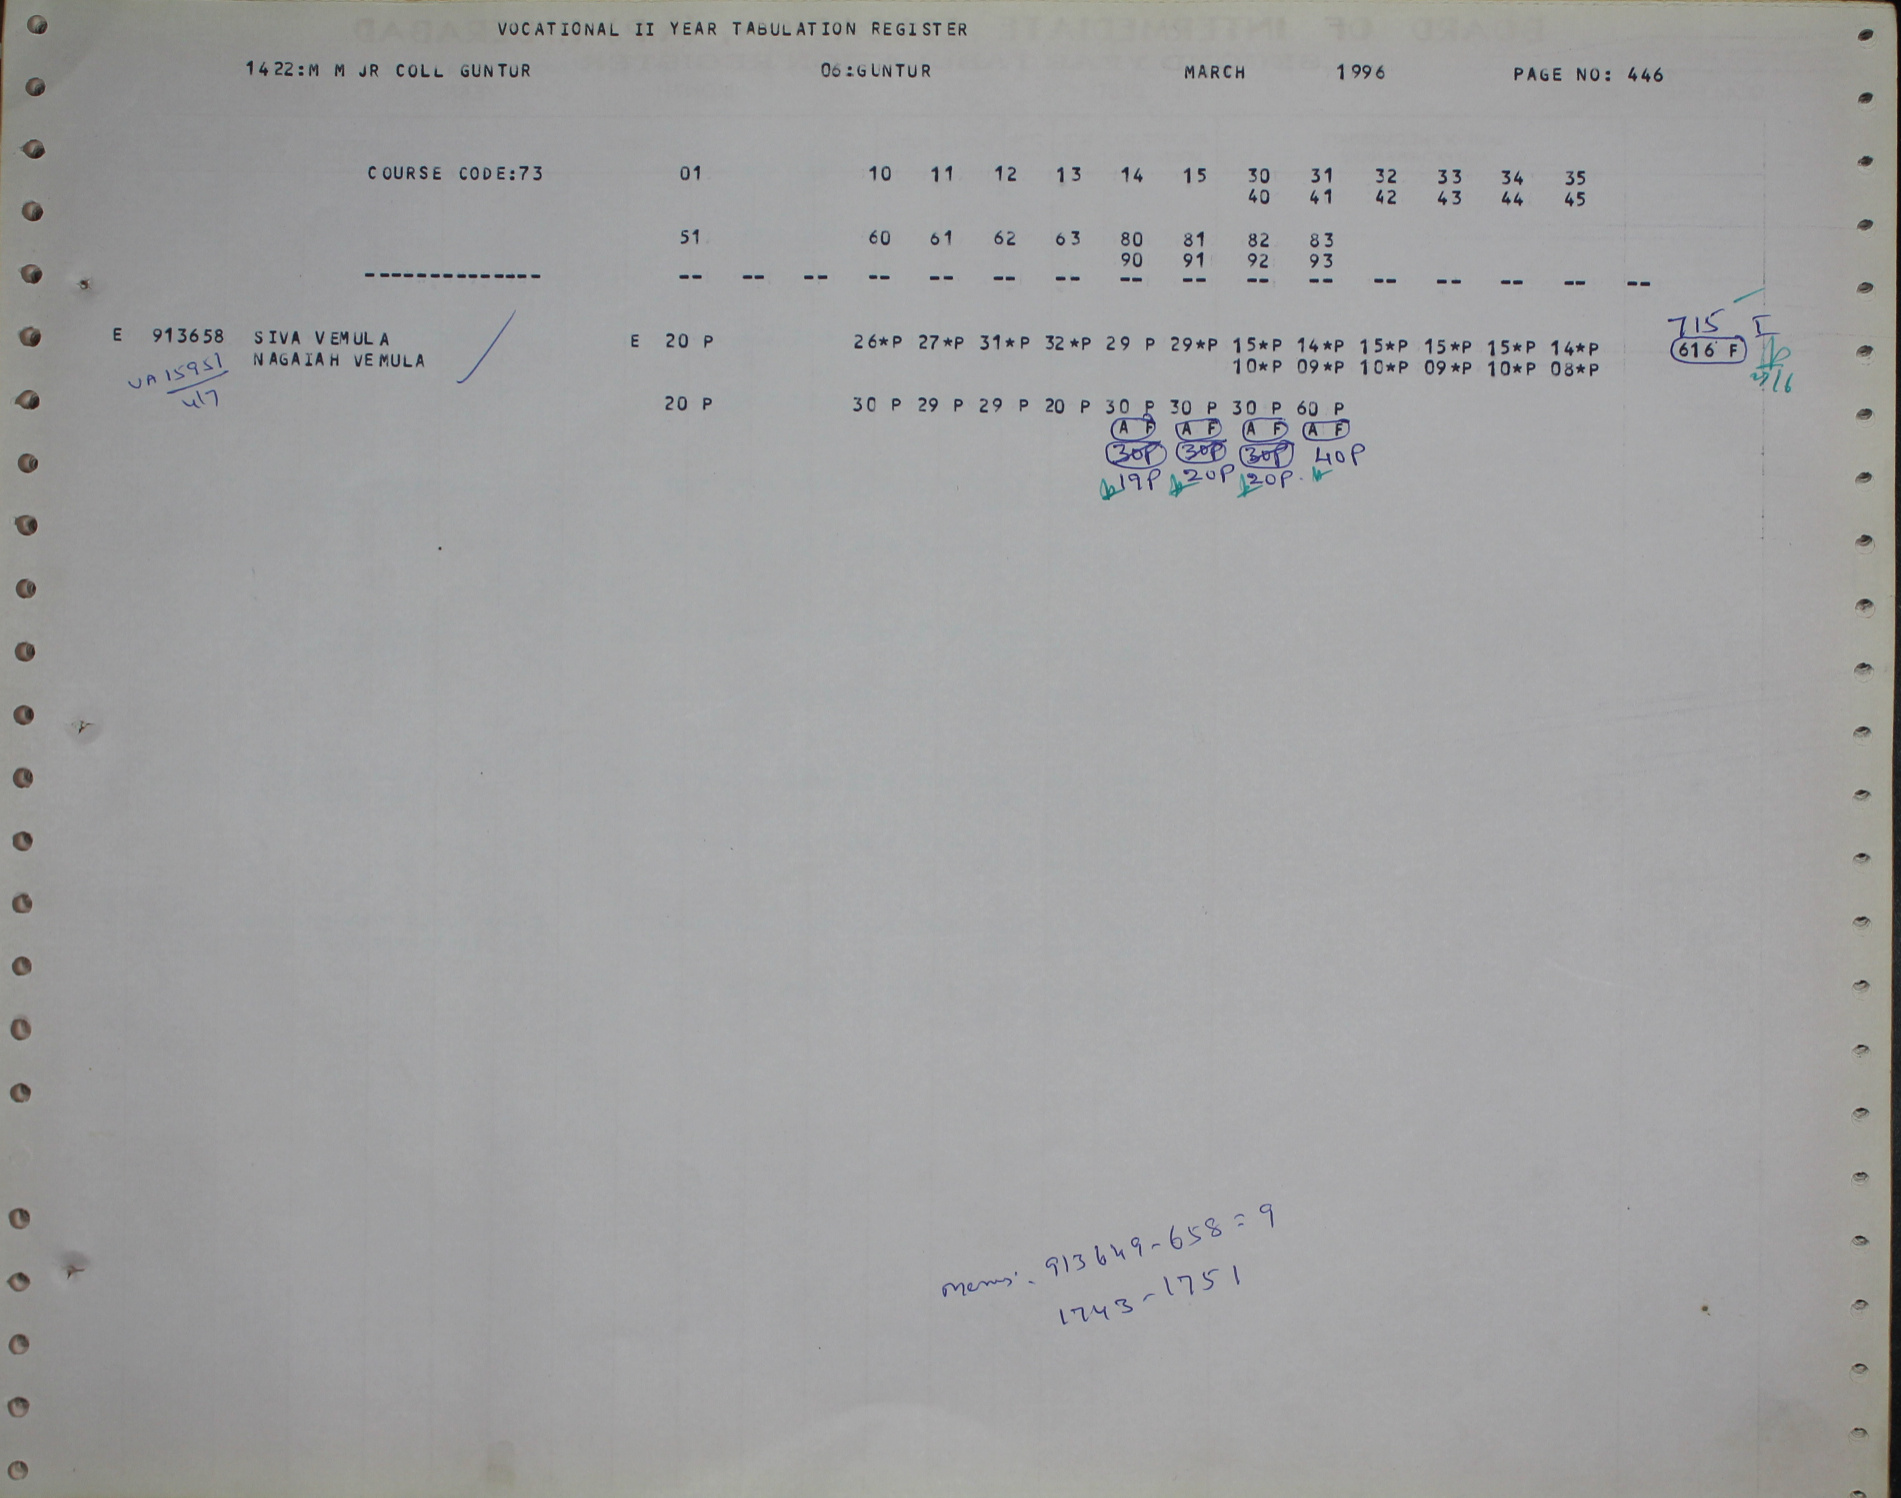 VOCATIONAL II YEAR TABULATION REGISTER
1422:M M JR COLL GUNTUR 06:GUNTUR MARCH 1996 PAGE NO: 446
COURSE CODE:73 01 10 11 12 13 14 15 30 31 32 33 34 35
40 41 42 43 44 45
51 60 61 62 63 80 81 82 83
90 91 92 93
-------------- -- -- -- -- -- -- -- -- -- -- -- -- -- -- -- --
715 I
E 913658 SIVA VEMULA E 20 P 26*P 27*P 31*P 32*P 29 P 29*P 15*P 14*P 15*P 15*P 15*P 14*P 616 F
NAGAIAH VEMULA 10*P 09*P 10*P 09*P 10*P 08*P
VA 15951
4/7
20 P 30 P 29 P 29 P 20 P 30 P 30 P 30 P 60 P
A F A F A F A F
30P 30P 30P 40P
19P 20P 20P.
913649-658=9
1743-1751